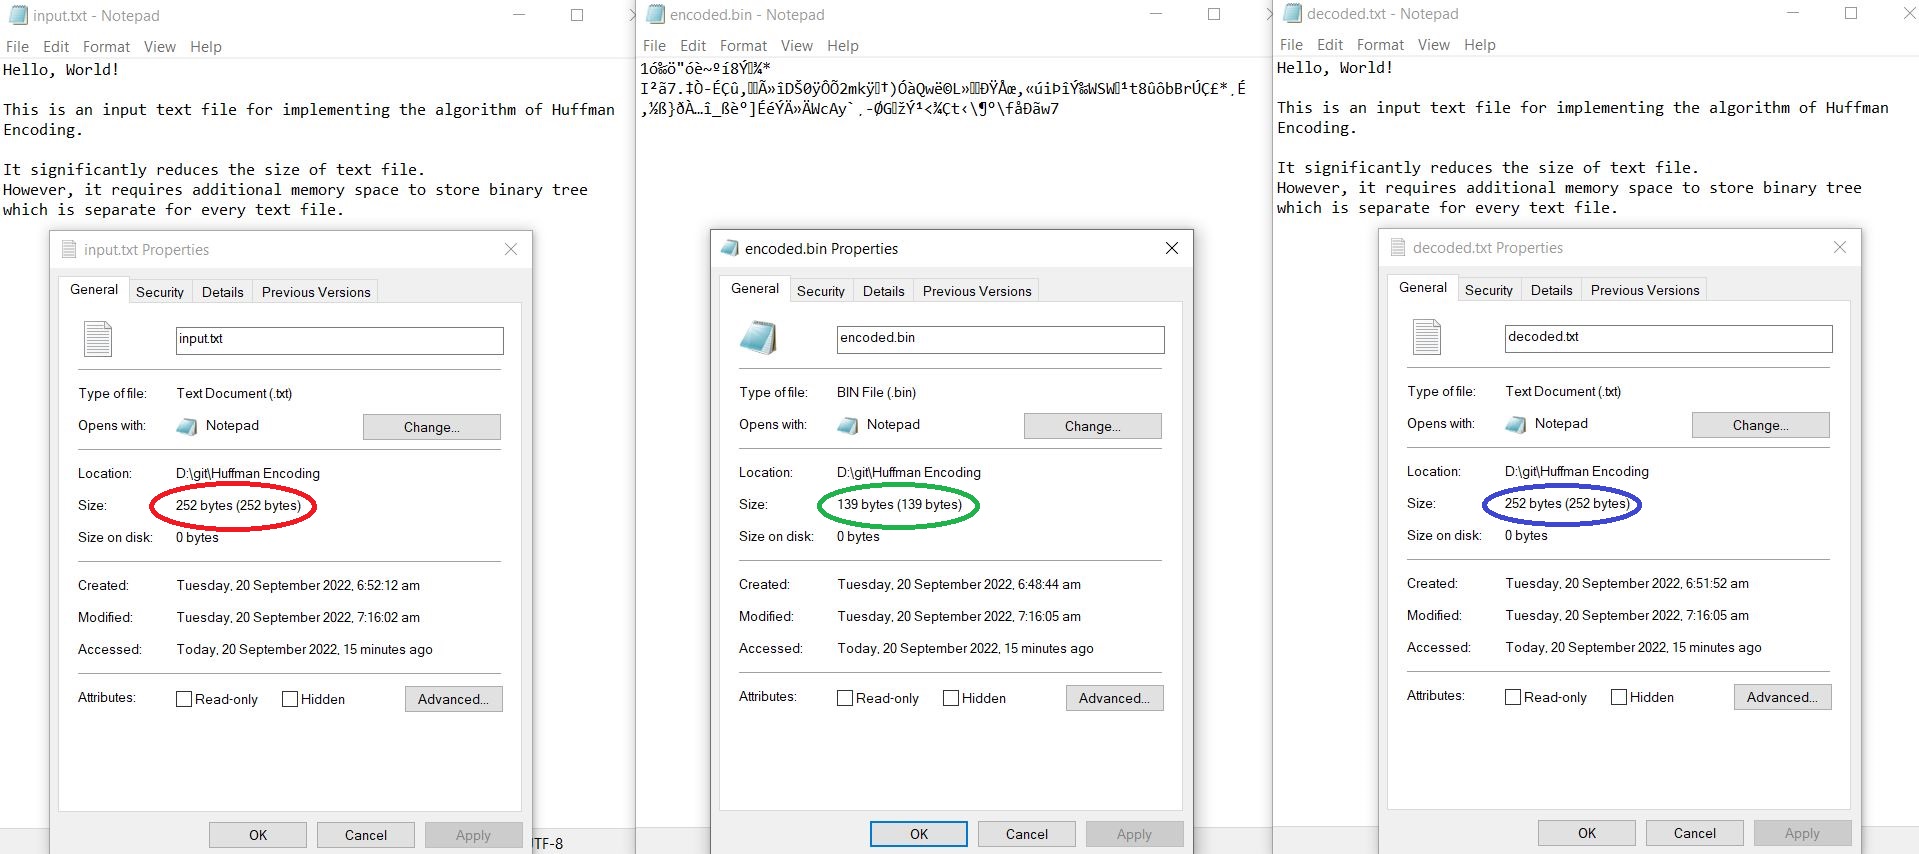 input.txt - Notepad
File Edit Format View Help
Hello, World!
This is an input text file for implementing the algorithm of Huffman
Encoding.
It significantly reduces the size of text file.
However, it requires additional memory space to store binary tree
which is separate for every text file.
input.txt Properties
General Security Details Previous Versions
input.txt
Type of file: Text Document (.txt)
Opens with: Notepad Change...
Location: D:\git\Huffman Encoding
Size: 252 bytes (252 bytes)
Size on disk: 0 bytes
Created: Tuesday, 20 September 2022, 6:52:12 am
Modified: Tuesday, 20 September 2022, 7:16:02 am
Accessed: Today, 20 September 2022, 15 minutes ago
Attributes: Read-only Hidden Advanced...
OK Cancel Apply
TF-8
encoded.bin - Notepad
File Edit Format View Help
encoded.bin Properties
General Security Details Previous Versions
encoded.bin
Type of file: BIN File (.bin)
Opens with: Notepad Change...
Location: D:\git\Huffman Encoding
Size: 139 bytes (139 bytes)
Size on disk: 0 bytes
Created: Tuesday, 20 September 2022, 6:48:44 am
Modified: Tuesday, 20 September 2022, 7:16:05 am
Accessed: Today, 20 September 2022, 15 minutes ago
Attributes: Read-only Hidden Advanced...
OK Cancel Apply
decoded.txt - Notepad
File Edit Format View Help
Hello, World!
This is an input text file for implementing the algorithm of Huffman
Encoding.
It significantly reduces the size of text file.
However, it requires additional memory space to store binary tree
which is separate for every text file.
decoded.txt Properties
General Security Details Previous Versions
decoded.txt
Type of file: Text Document (.txt)
Opens with: Notepad Change...
Location: D:\git\Huffman Encoding
Size: 252 bytes (252 bytes)
Size on disk: 0 bytes
Created: Tuesday, 20 September 2022, 6:51:52 am
Modified: Tuesday, 20 September 2022, 7:16:05 am
Accessed: Today, 20 September 2022, 15 minutes ago
Attributes: Read-only Hidden Advanced...
OK Cancel Apply